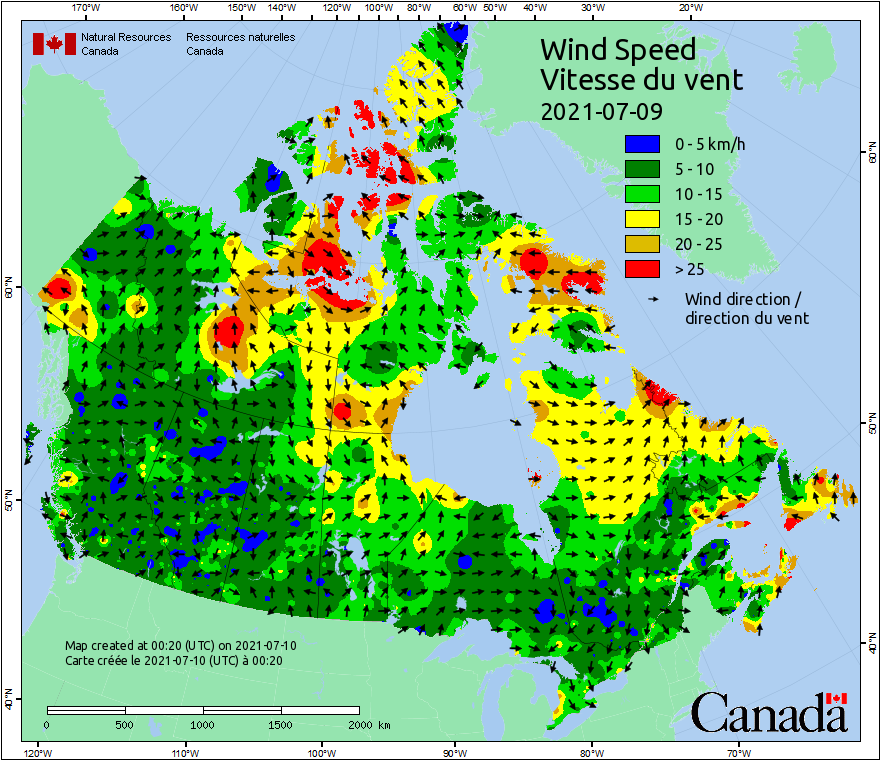 170°W 160°W 150°W 140°W 130°W 120°W 110°W 100°W 90°W 80°W 60°W 50°W 40°W 30°W 20°W
Natural Resources Canada
Ressources naturelles Canada
Wind Speed
Vitesse du vent
2021-07-09
0 - 5 km/h
5 - 10
10 - 15
15 - 20
20 - 25
> 25
Wind direction /
direction du vent
60°N
50°N
40°N
60°N
50°N
40°N
Map created at 00:20 (UTC) on 2021-07-10
Carte créée le 2021-07-10 (UTC) à 00:20
0 500 1000 1500 2000 km
Canada
120°W 110°W 100°W 90°W 80°W 70°W